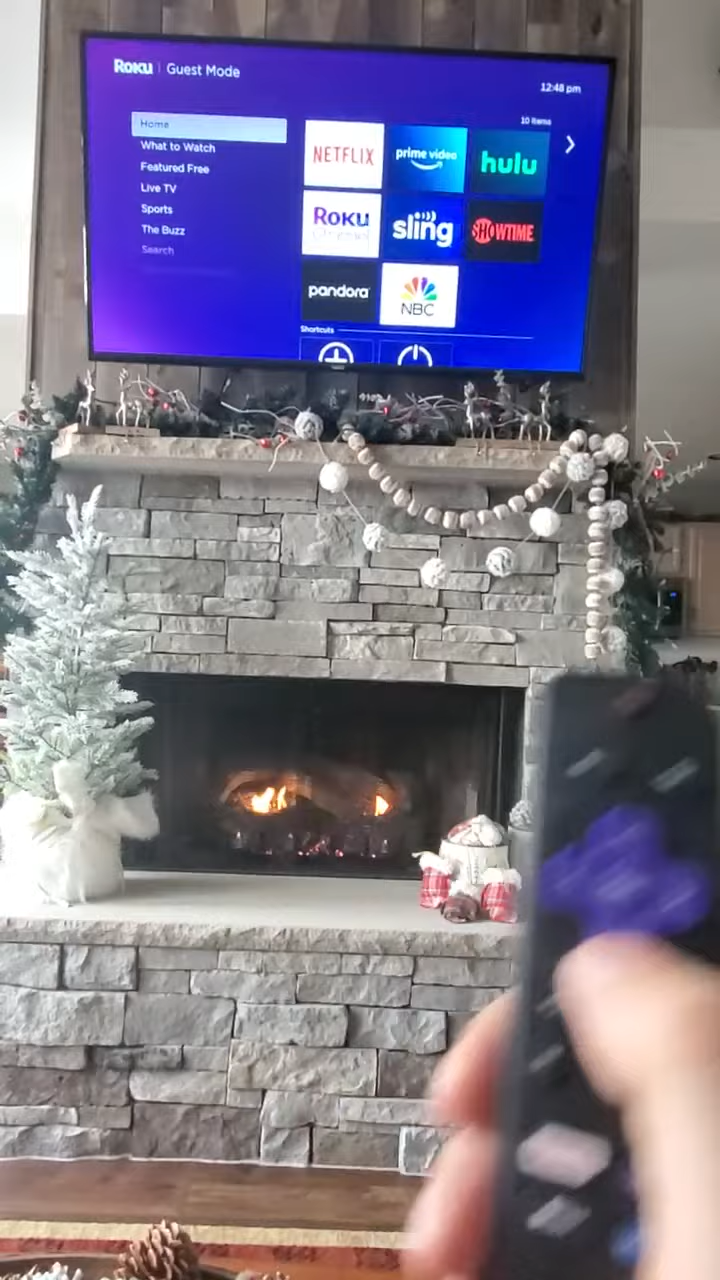 Roku | Guest Mode
12:48 pm
10 items
Home
What to Watch
Featured Free
Live TV
Sports
The Buzz
Search
NETFLIX
prime video
hulu
Roku
Channel
sling
SHOWTIME
pandora
NBC
Shortcuts